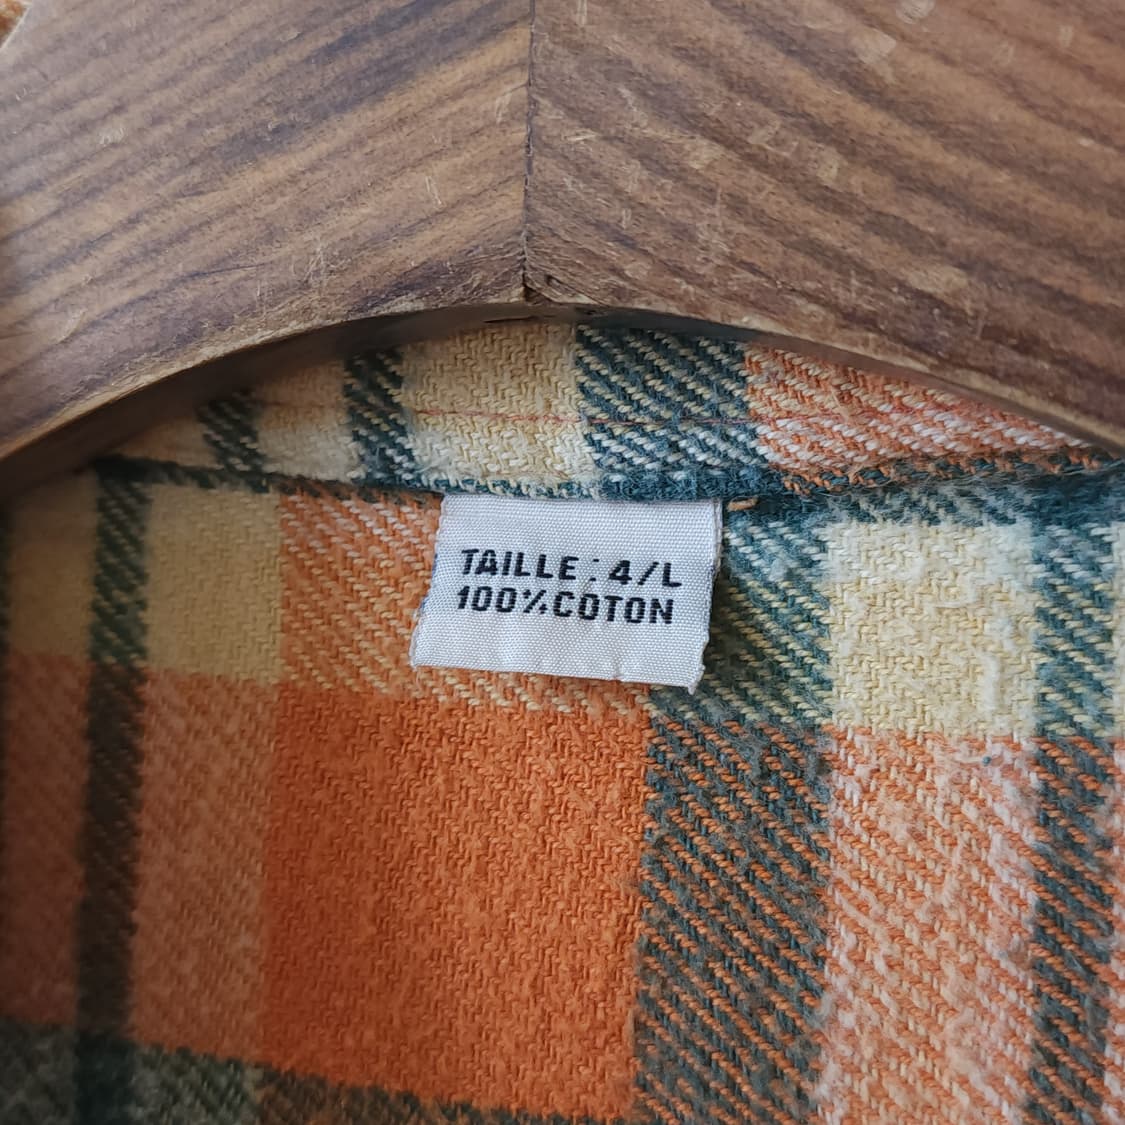 TAILLE : 4/L
100% COTON